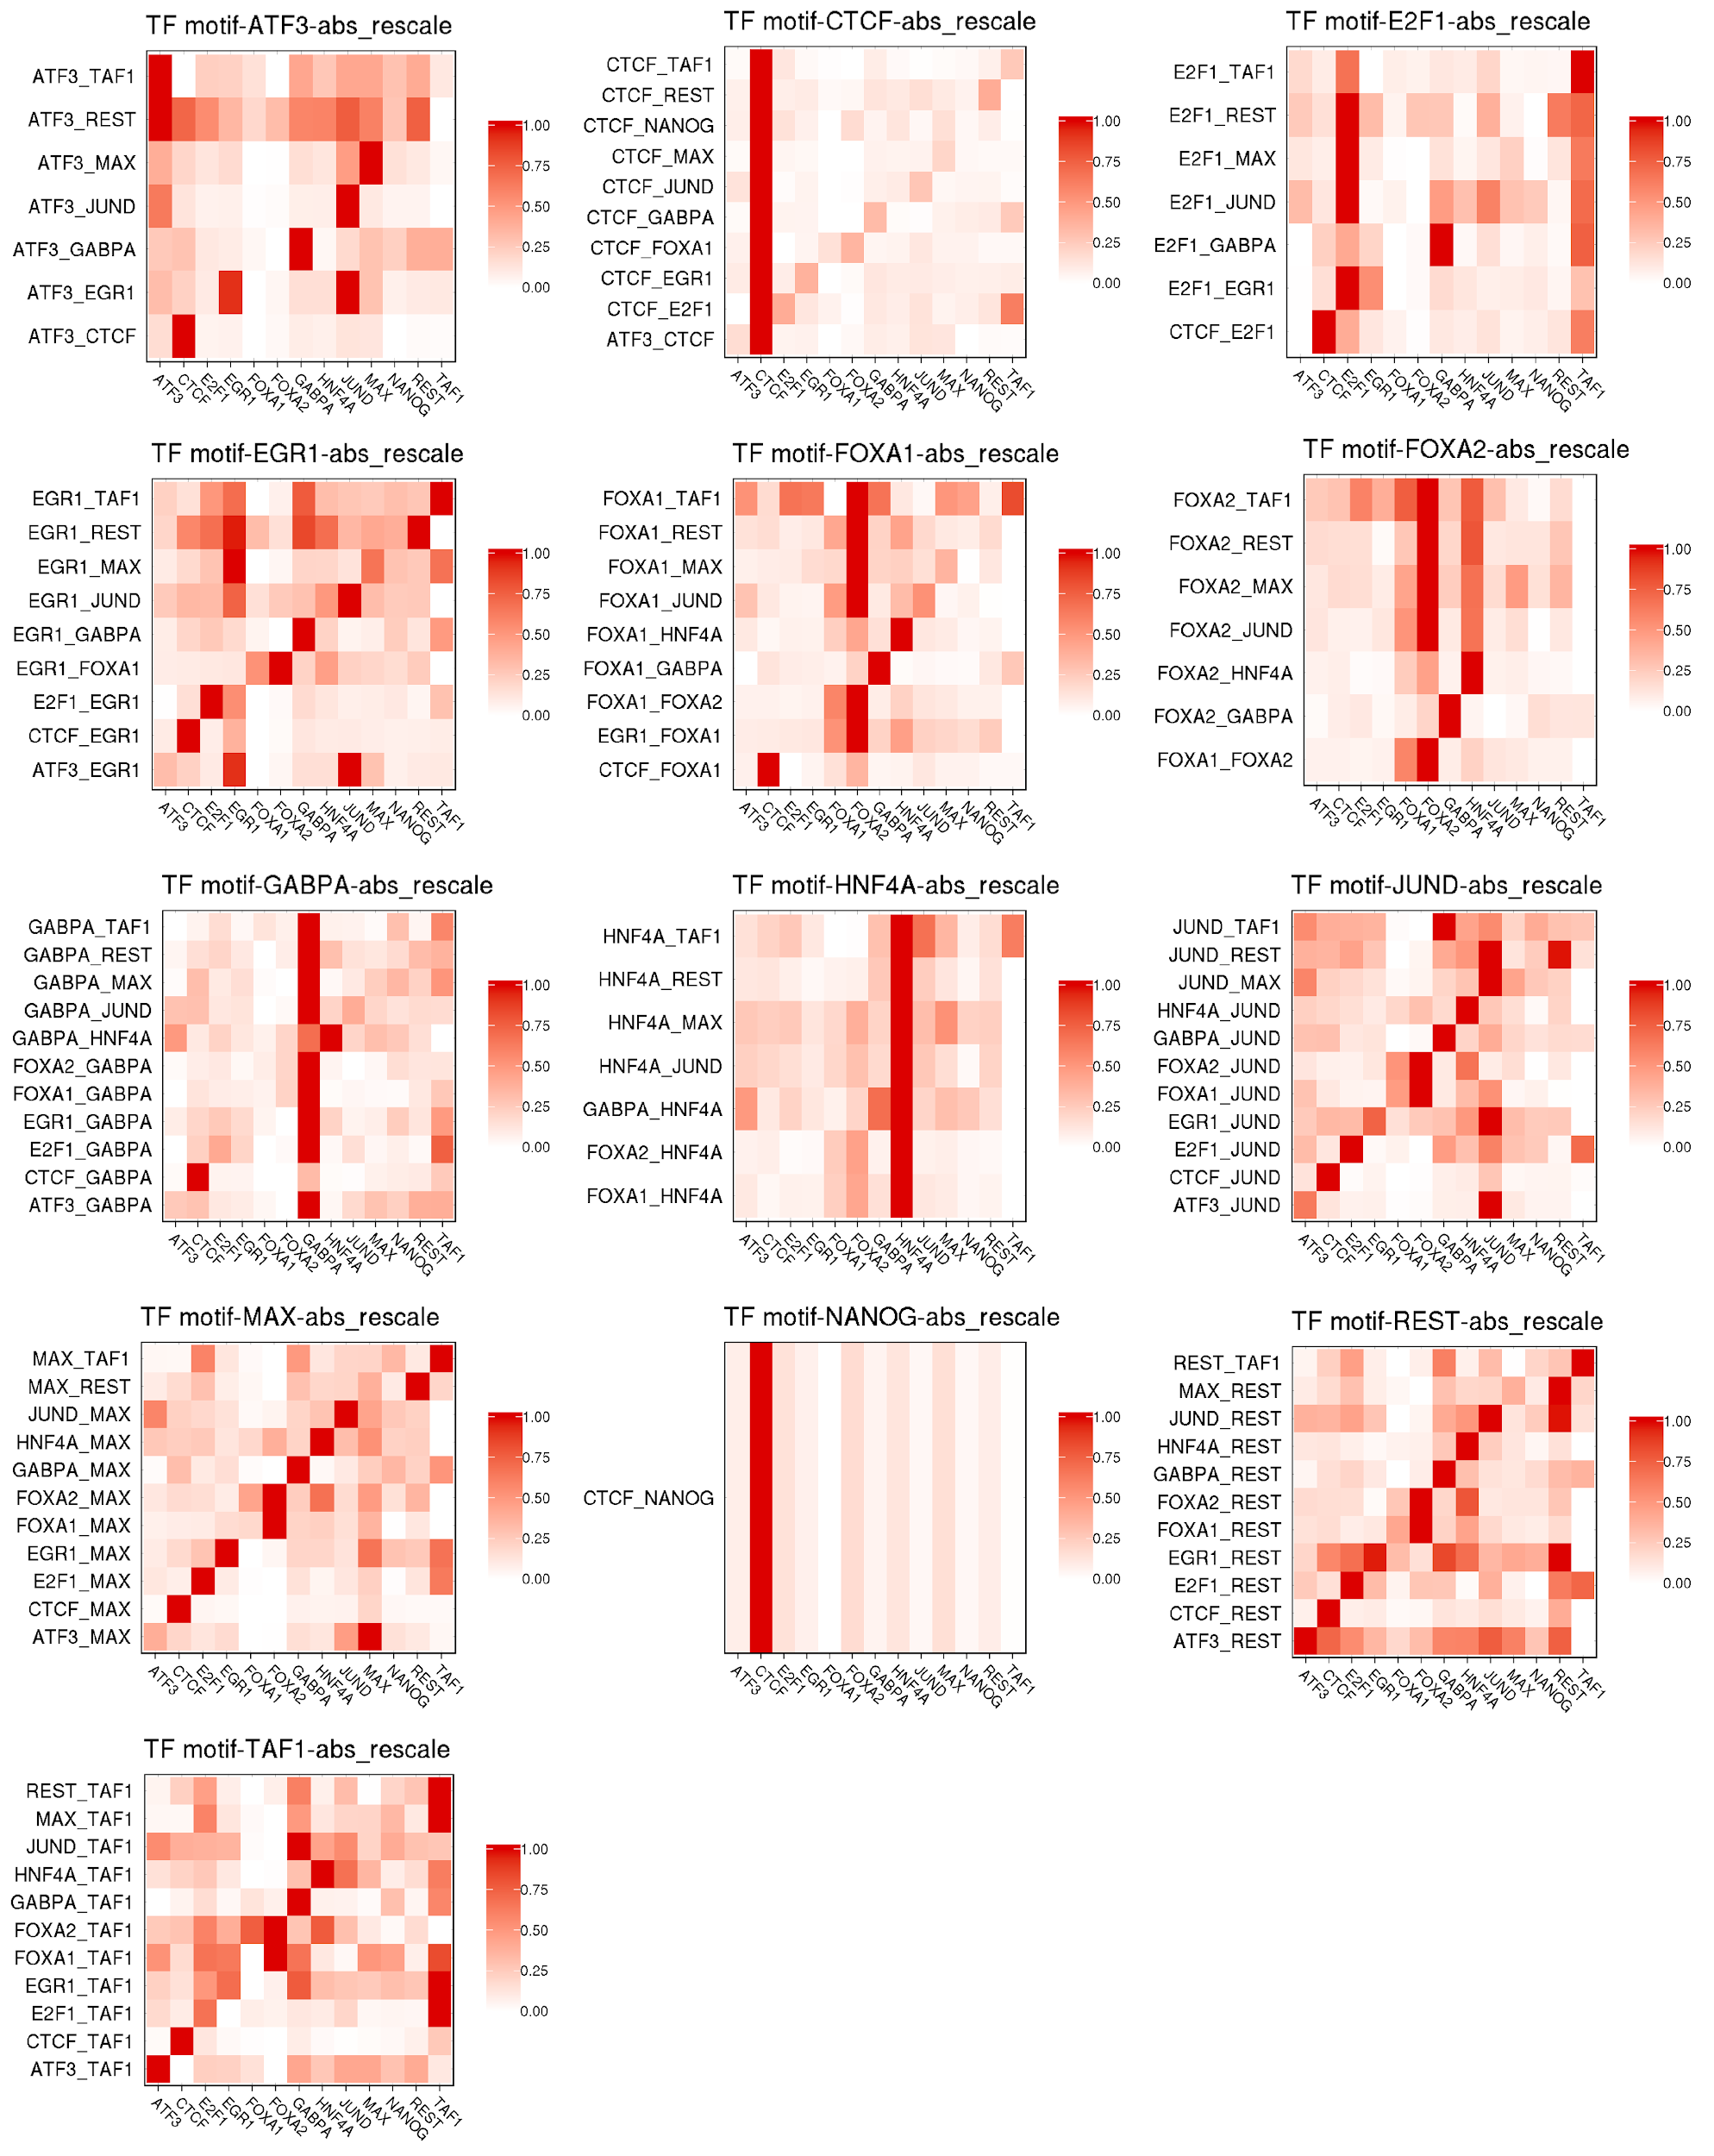 TF motif-ATF3-abs_rescale
ATF3_TAF1
ATF3_REST
ATF3_MAX
ATF3_JUND
ATF3_GABPA
ATF3_EGR1
ATF3_CTCF
ATF3 CTCF E2F1 EGR1 FOXA1 FOXA2 GABPA HNF4A JUND MAX NANOG REST TAF1
1.00
0.75
0.50
0.25
0.00
TF motif-CTCF-abs_rescale
CTCF_TAF1
CTCF_REST
CTCF_NANOG
CTCF_MAX
CTCF_JUND
CTCF_GABPA
CTCF_FOXA1
CTCF_EGR1
CTCF_E2F1
ATF3_CTCF
ATF3 CTCF E2F1 EGR1 FOXA1 FOXA2 GABPA HNF4A JUND MAX NANOG REST TAF1
1.00
0.75
0.50
0.25
0.00
TF motif-E2F1-abs_rescale
E2F1_TAF1
E2F1_REST
E2F1_MAX
E2F1_JUND
E2F1_GABPA
E2F1_EGR1
CTCF_E2F1
ATF3 CTCF E2F1 EGR1 FOXA1 FOXA2 GABPA HNF4A JUND MAX NANOG REST TAF1
1.00
0.75
0.50
0.25
0.00
TF motif-EGR1-abs_rescale
EGR1_TAF1
EGR1_REST
EGR1_MAX
EGR1_JUND
EGR1_GABPA
EGR1_FOXA1
E2F1_EGR1
CTCF_EGR1
ATF3_EGR1
ATF3 CTCF E2F1 EGR1 FOXA1 FOXA2 GABPA HNF4A JUND MAX NANOG REST TAF1
1.00
0.75
0.50
0.25
0.00
TF motif-FOXA1-abs_rescale
FOXA1_TAF1
FOXA1_REST
FOXA1_MAX
FOXA1_JUND
FOXA1_HNF4A
FOXA1_GABPA
FOXA1_FOXA2
EGR1_FOXA1
CTCF_FOXA1
ATF3 CTCF E2F1 EGR1 FOXA1 FOXA2 GABPA HNF4A JUND MAX NANOG REST TAF1
1.00
0.75
0.50
0.25
0.00
TF motif-FOXA2-abs_rescale
FOXA2_TAF1
FOXA2_REST
FOXA2_MAX
FOXA2_JUND
FOXA2_HNF4A
FOXA2_GABPA
FOXA1_FOXA2
ATF3 CTCF E2F1 EGR1 FOXA1 FOXA2 GABPA HNF4A JUND MAX NANOG REST TAF1
1.00
0.75
0.50
0.25
0.00
TF motif-GABPA-abs_rescale
GABPA_TAF1
GABPA_REST
GABPA_MAX
GABPA_JUND
GABPA_HNF4A
FOXA2_GABPA
FOXA1_GABPA
EGR1_GABPA
E2F1_GABPA
CTCF_GABPA
ATF3_GABPA
ATF3 CTCF E2F1 EGR1 FOXA1 FOXA2 GABPA HNF4A JUND MAX NANOG REST TAF1
1.00
0.75
0.50
0.25
0.00
TF motif-HNF4A-abs_rescale
HNF4A_TAF1
HNF4A_REST
HNF4A_MAX
HNF4A_JUND
GABPA_HNF4A
FOXA2_HNF4A
FOXA1_HNF4A
ATF3 CTCF E2F1 EGR1 FOXA1 FOXA2 GABPA HNF4A JUND MAX NANOG REST TAF1
1.00
0.75
0.50
0.25
0.00
TF motif-JUND-abs_rescale
JUND_TAF1
JUND_REST
JUND_MAX
HNF4A_JUND
GABPA_JUND
FOXA2_JUND
FOXA1_JUND
EGR1_JUND
E2F1_JUND
CTCF_JUND
ATF3_JUND
ATF3 CTCF E2F1 EGR1 FOXA1 FOXA2 GABPA HNF4A JUND MAX NANOG REST TAF1
1.00
0.75
0.50
0.25
0.00
TF motif-MAX-abs_rescale
MAX_TAF1
MAX_REST
JUND_MAX
HNF4A_MAX
GABPA_MAX
FOXA2_MAX
FOXA1_MAX
EGR1_MAX
E2F1_MAX
CTCF_MAX
ATF3_MAX
ATF3 CTCF E2F1 EGR1 FOXA1 FOXA2 GABPA HNF4A JUND MAX NANOG REST TAF1
1.00
0.75
0.50
0.25
0.00
TF motif-NANOG-abs_rescale
CTCF_NANOG
ATF3 CTCF E2F1 EGR1 FOXA1 FOXA2 GABPA HNF4A JUND MAX NANOG REST TAF1
1.00
0.75
0.50
0.25
0.00
TF motif-REST-abs_rescale
REST_TAF1
MAX_REST
JUND_REST
HNF4A_REST
GABPA_REST
FOXA2_REST
FOXA1_REST
EGR1_REST
E2F1_REST
CTCF_REST
ATF3_REST
ATF3 CTCF E2F1 EGR1 FOXA1 FOXA2 GABPA HNF4A JUND MAX NANOG REST TAF1
1.00
0.75
0.50
0.25
0.00
TF motif-TAF1-abs_rescale
REST_TAF1
MAX_TAF1
JUND_TAF1
HNF4A_TAF1
GABPA_TAF1
FOXA2_TAF1
FOXA1_TAF1
EGR1_TAF1
E2F1_TAF1
CTCF_TAF1
ATF3_TAF1
ATF3 CTCF E2F1 EGR1 FOXA1 FOXA2 GABPA HNF4A JUND MAX NANOG REST TAF1
1.00
0.75
0.50
0.25
0.00